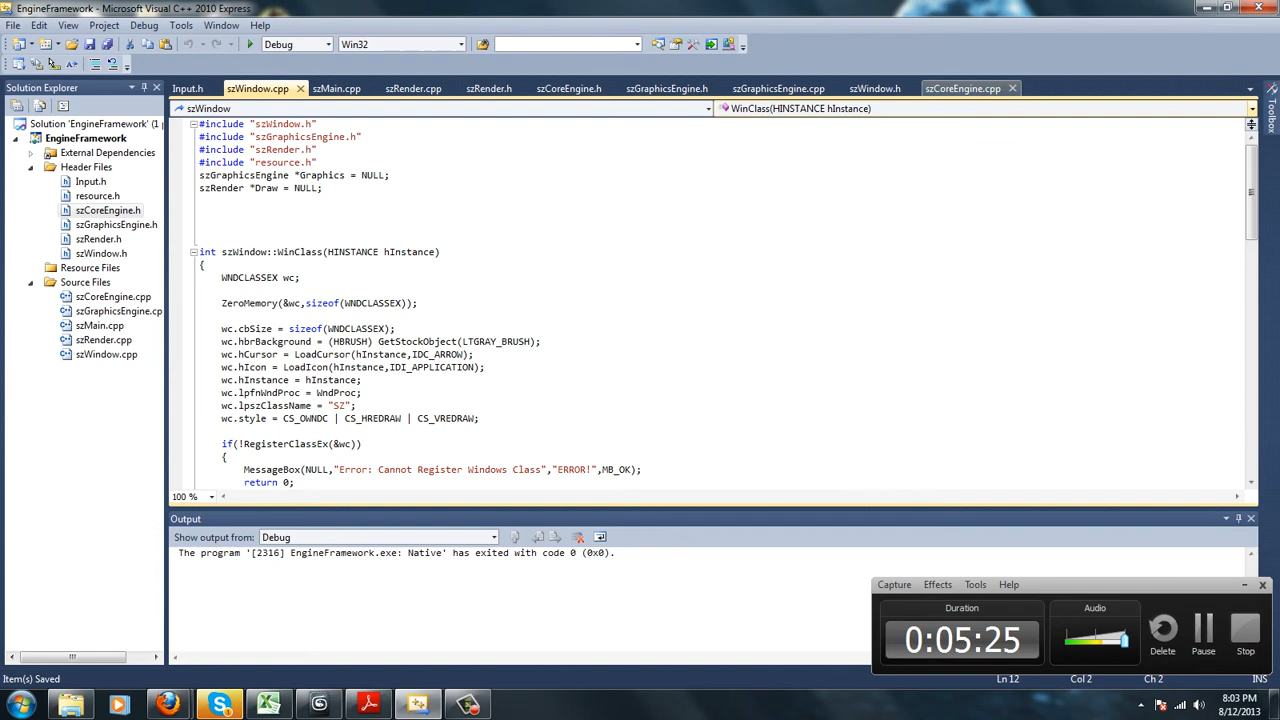 EngineFramework - Microsoft Visual C++ 2010 Express
File Edit View Project Debug Tools Window Help
Debug Win32
Solution Explorer
Input.h szWindow.cpp szMain.cpp szRender.cpp szRender.h szCoreEngine.h szGraphicsEngine.h szGraphicsEngine.cpp szWindow.h szCoreEngine.cpp
szWindow WinClass(HINSTANCE hInstance)
Toolbox
Solution 'EngineFramework' (1 p
EngineFramework
External Dependencies
Header Files
Input.h
resource.h
szCoreEngine.h
szGraphicsEngine.h
szRender.h
szWindow.h
Resource Files
Source Files
szCoreEngine.cpp
szGraphicsEngine.cp
szMain.cpp
szRender.cpp
szWindow.cpp
#include "szWindow.h"
#include "szGraphicsEngine.h"
#include "szRender.h"
#include "resource.h"
szGraphicsEngine *Graphics = NULL;
szRender *Draw = NULL;
int szWindow::WinClass(HINSTANCE hInstance)
{
WNDCLASSEX wc;
ZeroMemory(&wc,sizeof(WNDCLASSEX));
wc.cbSize = sizeof(WNDCLASSEX);
wc.hbrBackground = (HBRUSH) GetStockObject(LTGRAY_BRUSH);
wc.hCursor = LoadCursor(hInstance,IDC_ARROW);
wc.hIcon = LoadIcon(hInstance,IDI_APPLICATION);
wc.hInstance = hInstance;
wc.lpfnWndProc = WndProc;
wc.lpszClassName = "SZ";
wc.style = CS_OWNDC | CS_HREDRAW | CS_VREDRAW;
if(!RegisterClassEx(&wc))
{
MessageBox(NULL,"Error: Cannot Register Windows Class","ERROR!",MB_OK);
return 0;
100 %
Output
Show output from: Debug
The program '[2316] EngineFramework.exe: Native' has exited with code 0 (0x0).
Capture Effects Tools Help
Duration Audio
0:05:25
Delete Pause Stop
Item(s) Saved Ln 12 Col 2 Ch 2 INS
8:03 PM
8/12/2013